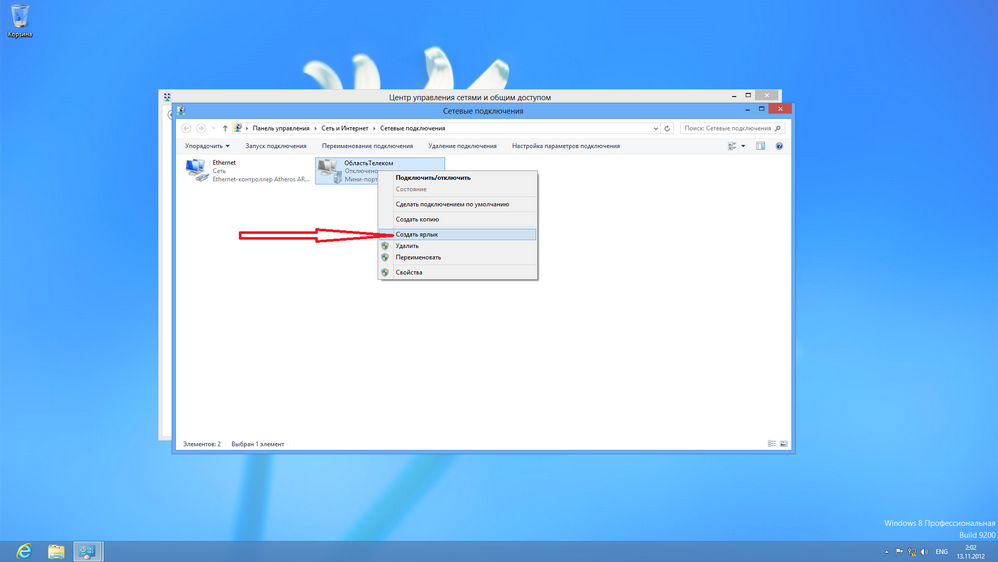 Корзина
Центр управления сетями и общим доступом
Сетевые подключения
Панель управления
Сеть и Интернет
Сетевые подключения
Поиск: Сетевые подключения
Упорядочить
Запуск подключения
Переименование подключения
Удаление подключения
Настройка параметров подключения
Ethernet
Сеть
Ethernet-контроллер Atheros AR...
ОбластьТелеком
Отключено
Мини-порт
Подключить/отключить
Состояние
Сделать подключением по умолчанию
Создать копию
Создать ярлык
Удалить
Переименовать
Свойства
Элементов: 2
Выбран 1 элемент
Windows 8 Профессиональная
Build 9200
ENG
2:02
13.11.2012